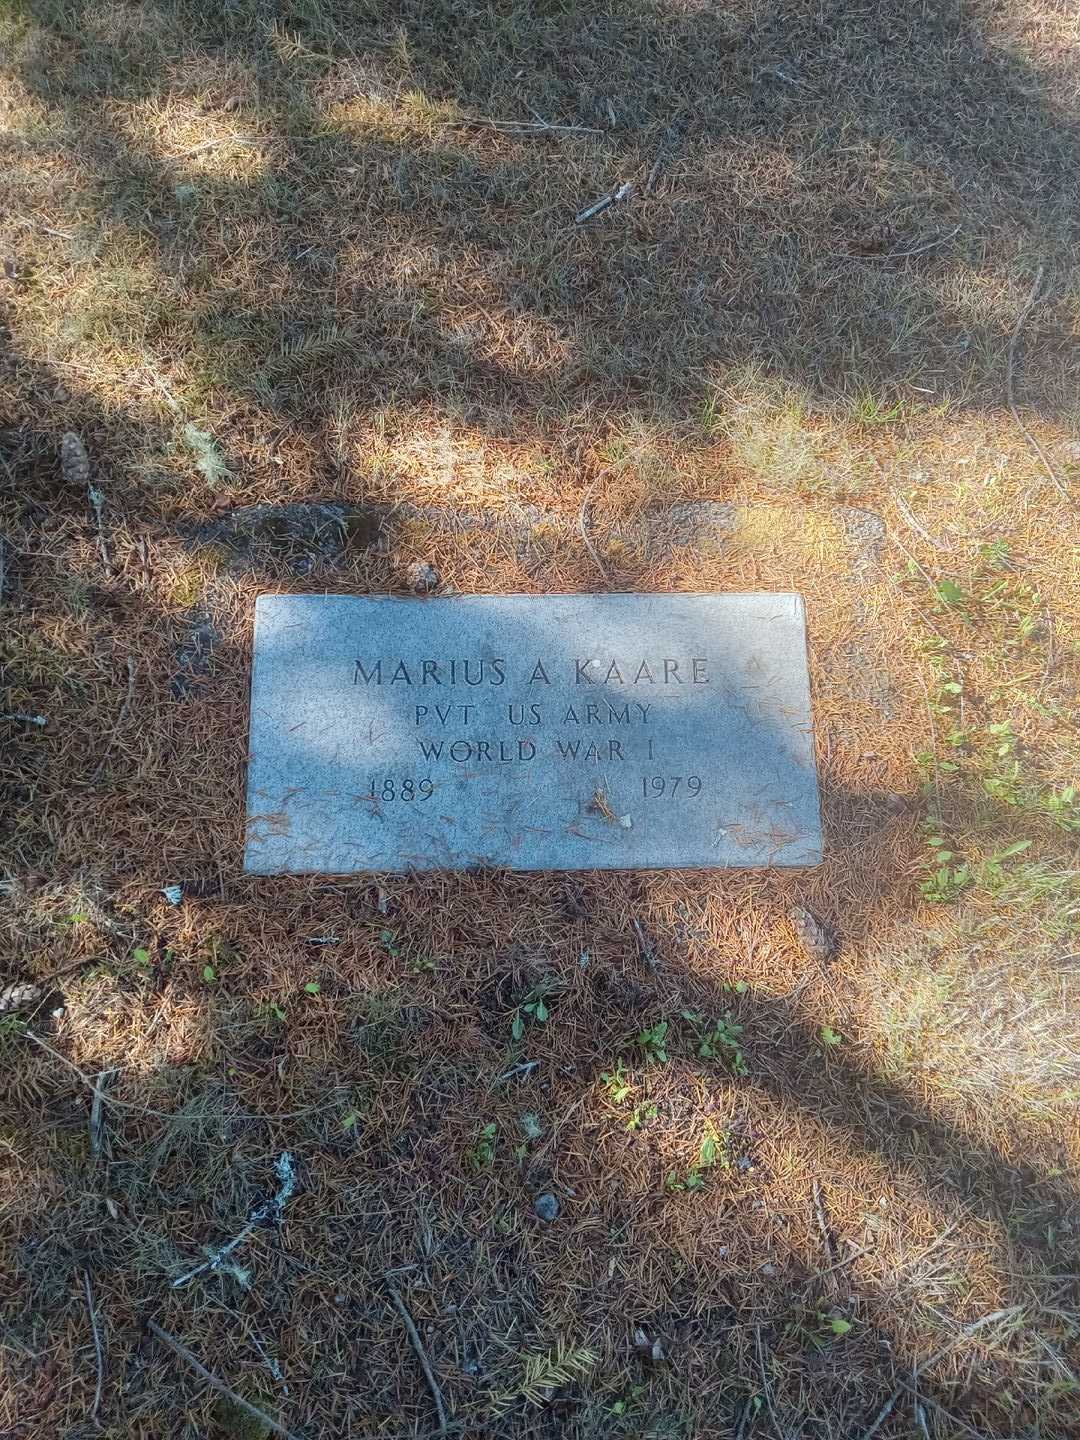 MARIUS A KAARE
PVT US ARMY
WORLD WAR I
1889 1979